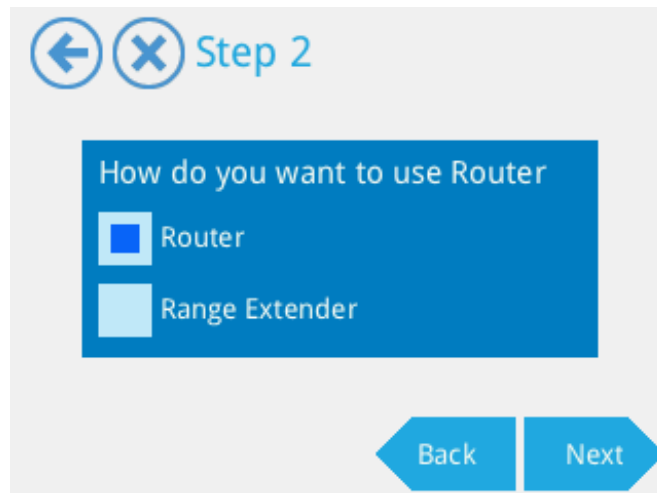 Step 2
How do you want to use Router
Router
Range Extender
Back
Next